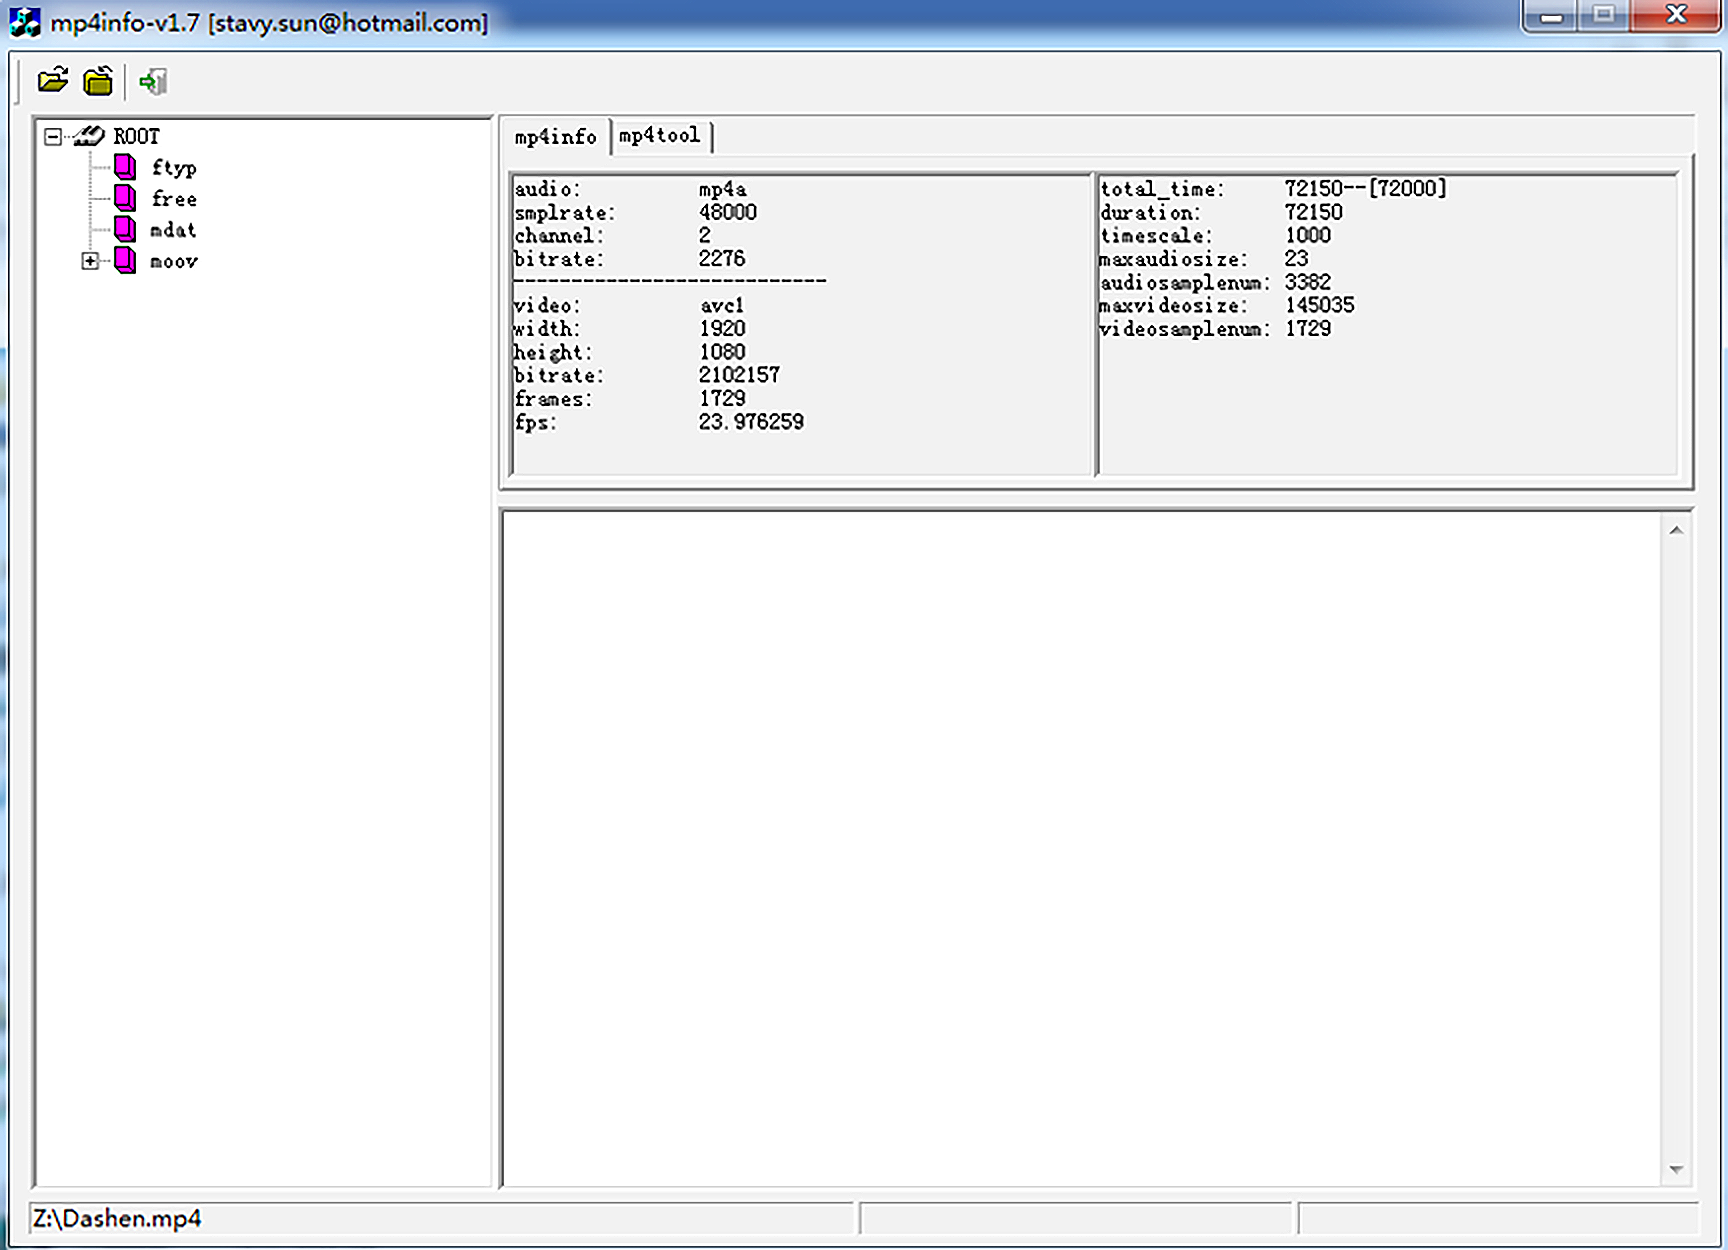 mp4info-v1.7 [stavy.sun@hotmail.com]
ROOT
ftyp
free
mdat
moov
mp4info
mp4tool
audio: mp4a
smplrate: 48000
channel: 2
bitrate: 2276
---------------------------
video: avc1
width: 1920
height: 1080
bitrate: 2102157
frames: 1729
fps: 23.976259
total_time: 72150--[72000]
duration: 72150
timescale: 1000
maxaudiosize: 23
audiosamplenum: 3382
maxvideosize: 145035
videosamplenum: 1729
Z:\Dashen.mp4